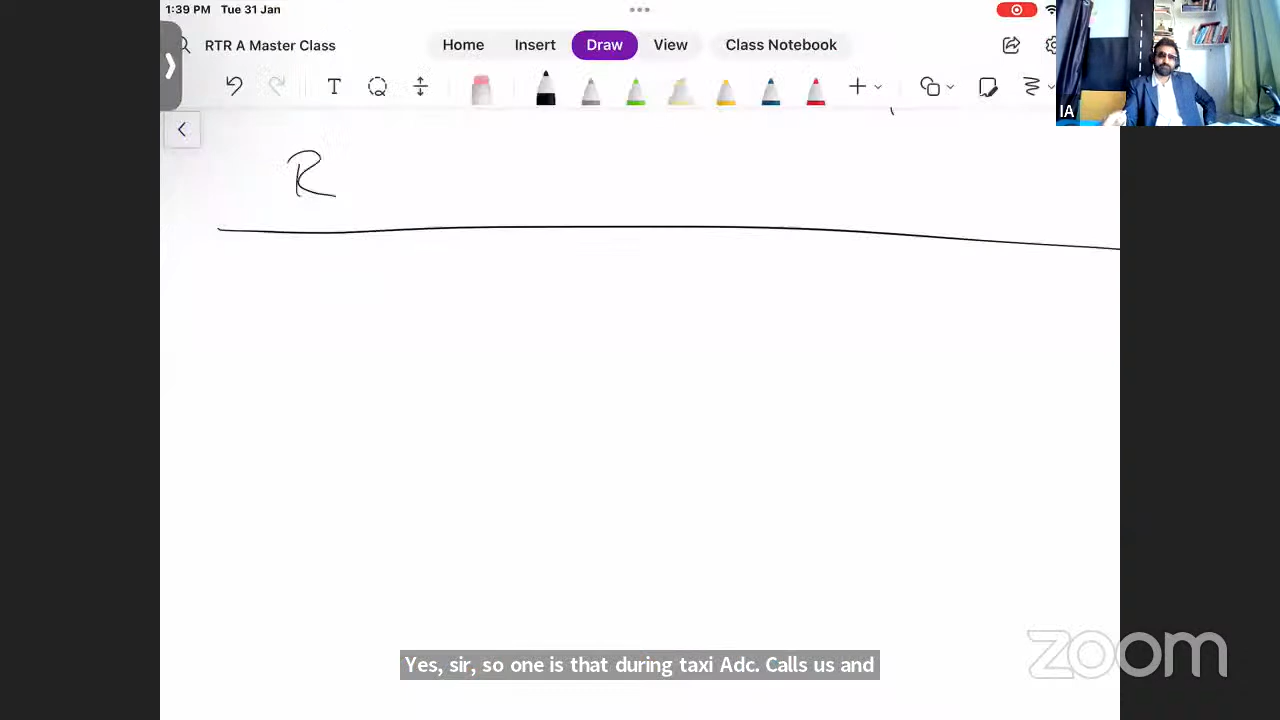 1:39 PM Tue 31 Jan
RTR A Master Class
Home Insert Draw View Class Notebook
T
IA
R
Yes, sir, so one is that during taxi Adc. Calls us and
zoom